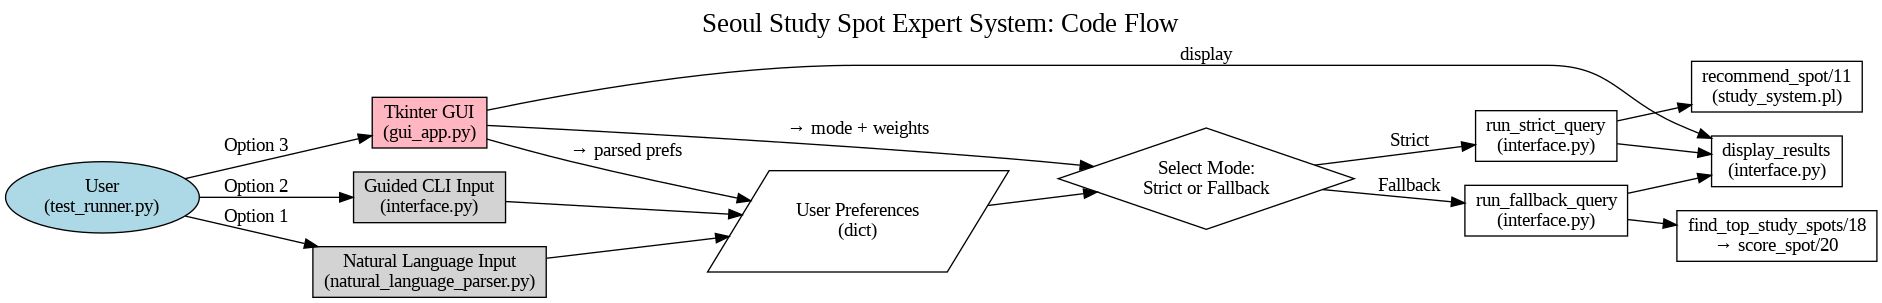 Seoul Study Spot Expert System: Code Flow
User
(test_runner.py)
Option 3
Option 2
Option 1
Tkinter GUI
(gui_app.py)
Guided CLI Input
(interface.py)
Natural Language Input
(natural_language_parser.py)
display
→ mode + weights
→ parsed prefs
User Preferences
(dict)
Select Mode:
Strict or Fallback
Strict
Fallback
run_strict_query
(interface.py)
run_fallback_query
(interface.py)
recommend_spot/11
(study_system.pl)
display_results
(interface.py)
find_top_study_spots/18
→ score_spot/20